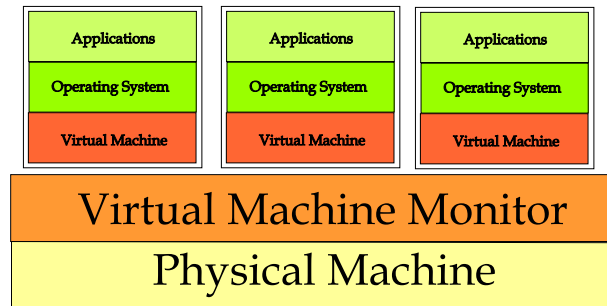 Applications
Operating System
Virtual Machine
Applications
Operating System
Virtual Machine
Applications
Operating System
Virtual Machine
Virtual Machine Monitor
Physical Machine